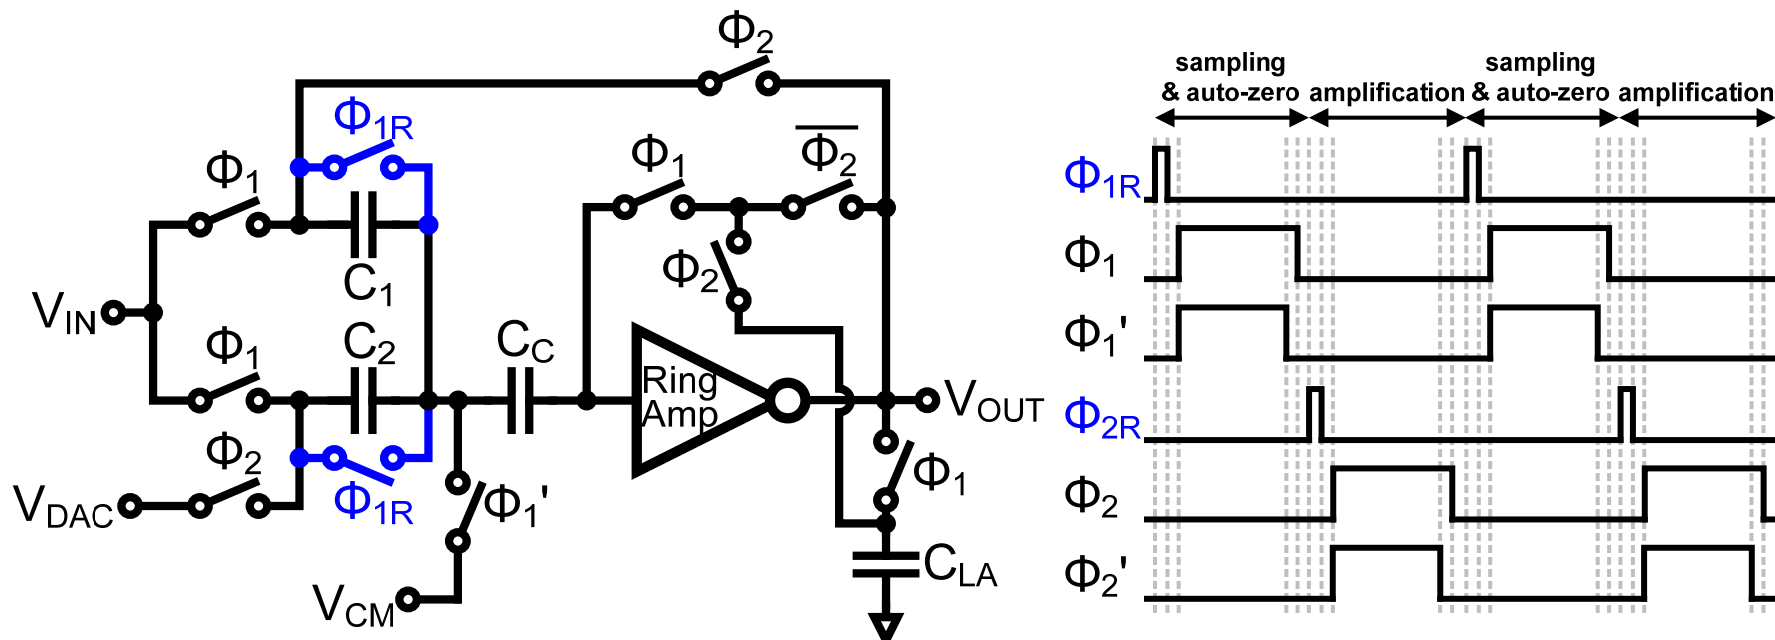 Φ2
Φ1R
Φ1
Φ1
Φ2 (overlined)
C1
Φ2
VIN
Φ1
C2
CC
Ring
Amp
VOUT
Φ2
Φ1R
Φ1'
Φ1
VDAC
CLA
VCM
sampling
& auto-zero
amplification
sampling
& auto-zero
amplification
Φ1R
Φ1
Φ1'
Φ2R
Φ2
Φ2'